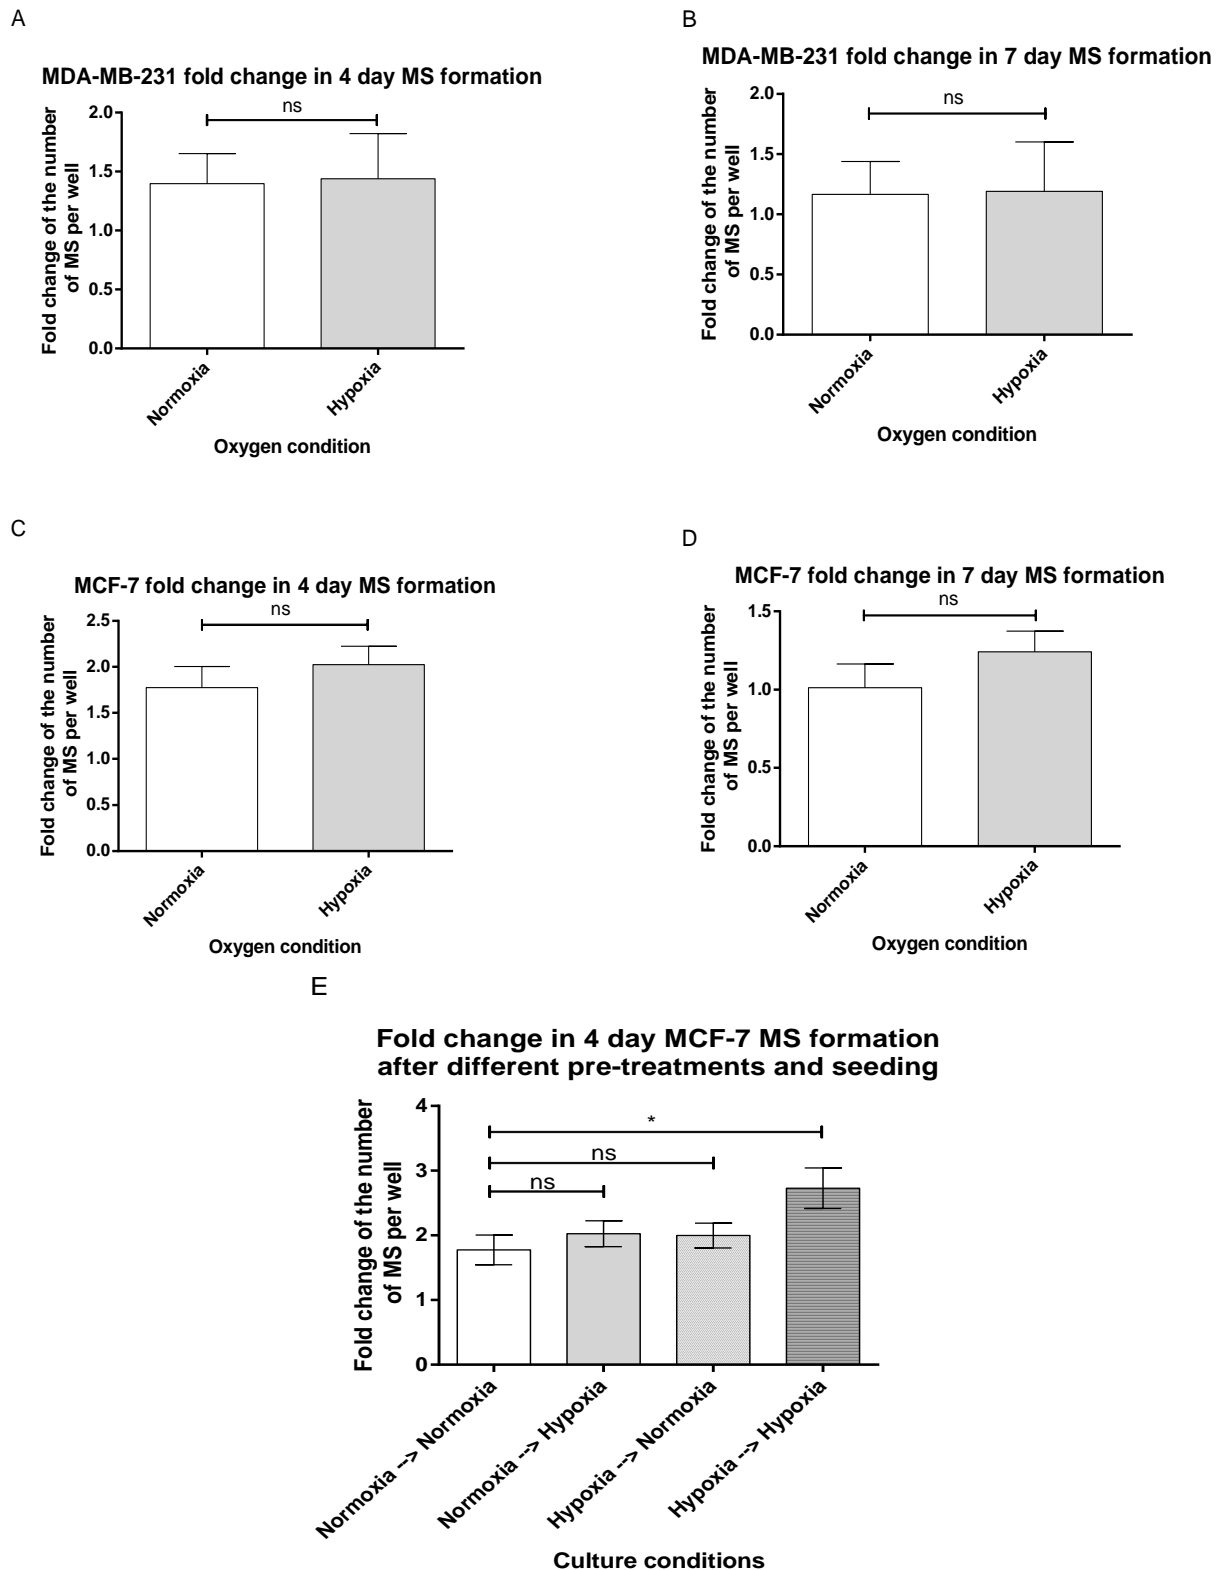 A
MDA-MB-231 fold change in 4 day MS formation
ns
Fold change of the number
of MS per well
2.0
1.5
1.0
0.5
0.0
Normoxia
Hypoxia
Oxygen condition
B
MDA-MB-231 fold change in 7 day MS formation
ns
Fold change of the number
of MS per well
2.0
1.5
1.0
0.5
0.0
Normoxia
Hypoxia
Oxygen condition
C
MCF-7 fold change in 4 day MS formation
ns
Fold change of the number
of MS per well
2.5
2.0
1.5
1.0
0.5
0.0
Normoxia
Hypoxia
Oxygen condition
D
MCF-7 fold change in 7 day MS formation
ns
Fold change of the number
of MS per well
1.5
1.0
0.5
0.0
Normoxia
Hypoxia
Oxygen condition
E
Fold change in 4 day MCF-7 MS formation
after different pre-treatments and seeding
Fold change of the number
of MS per well
4
3
2
1
0
*
ns
ns
Normoxia --> Normoxia
Normoxia --> Hypoxia
Hypoxia --> Normoxia
Hypoxia --> Hypoxia
Culture conditions